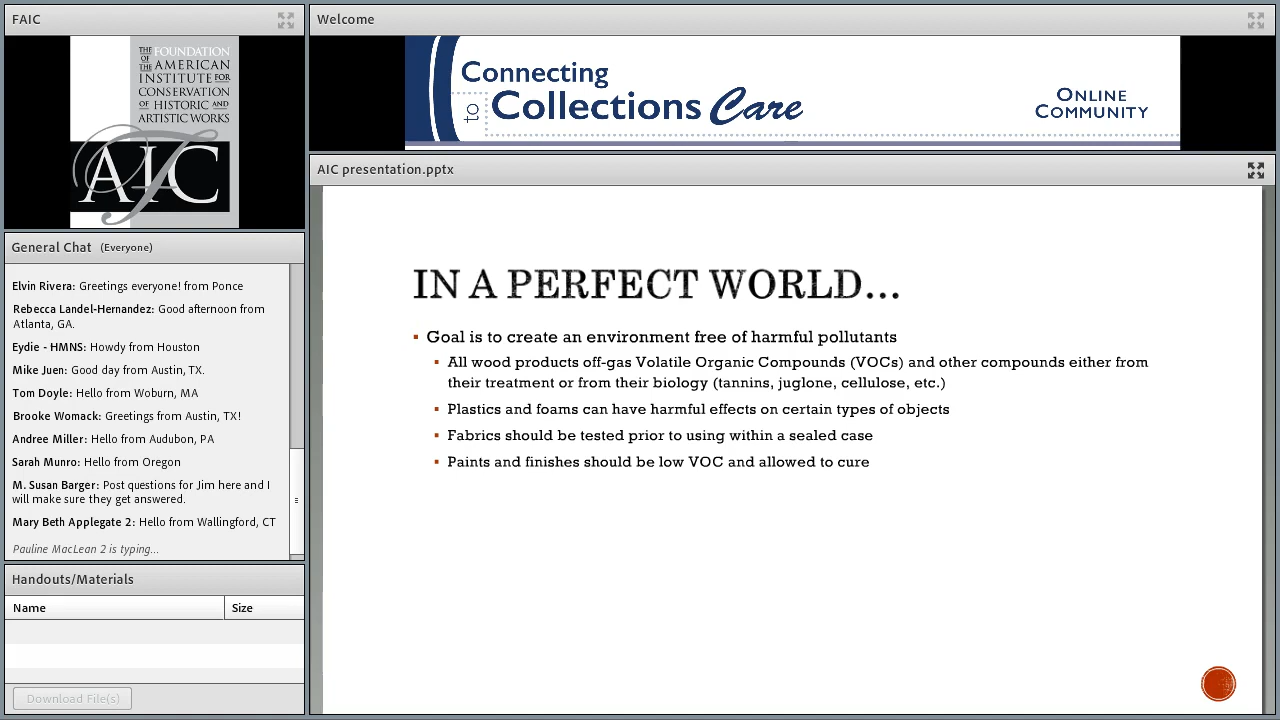 FAIC
THE FOUNDATION
OF THE AMERICAN
INSTITUTE FOR
CONSERVATION
OF HISTORIC AND
ARTISTIC WORKS
FAIC
General Chat (Everyone)
Elvin Rivera: Greetings everyone! from Ponce
Rebecca Landel-Hernandez: Good afternoon from
Atlanta, GA.
Eydie - HMNS: Howdy from Houston
Mike Juen: Good day from Austin, TX.
Tom Doyle: Hello from Woburn, MA
Brooke Womack: Greetings from Austin, TX!
Andree Miller: Hello from Audubon, PA
Sarah Munro: Hello from Oregon
M. Susan Barger: Post questions for Jim here and I
will make sure they get answered.
Mary Beth Applegate 2: Hello from Wallingford, CT
Pauline MacLean 2 is typing...
Handouts/Materials
Name Size
Download File(s)
Welcome
Connecting
to Collections Care
ONLINE
COMMUNITY
AIC presentation.pptx
IN A PERFECT WORLD...
▪ Goal is to create an environment free of harmful pollutants
▪ All wood products off-gas Volatile Organic Compounds (VOCs) and other compounds either from
their treatment or from their biology (tannins, juglone, cellulose, etc.)
▪ Plastics and foams can have harmful effects on certain types of objects
▪ Fabrics should be tested prior to using within a sealed case
▪ Paints and finishes should be low VOC and allowed to cure